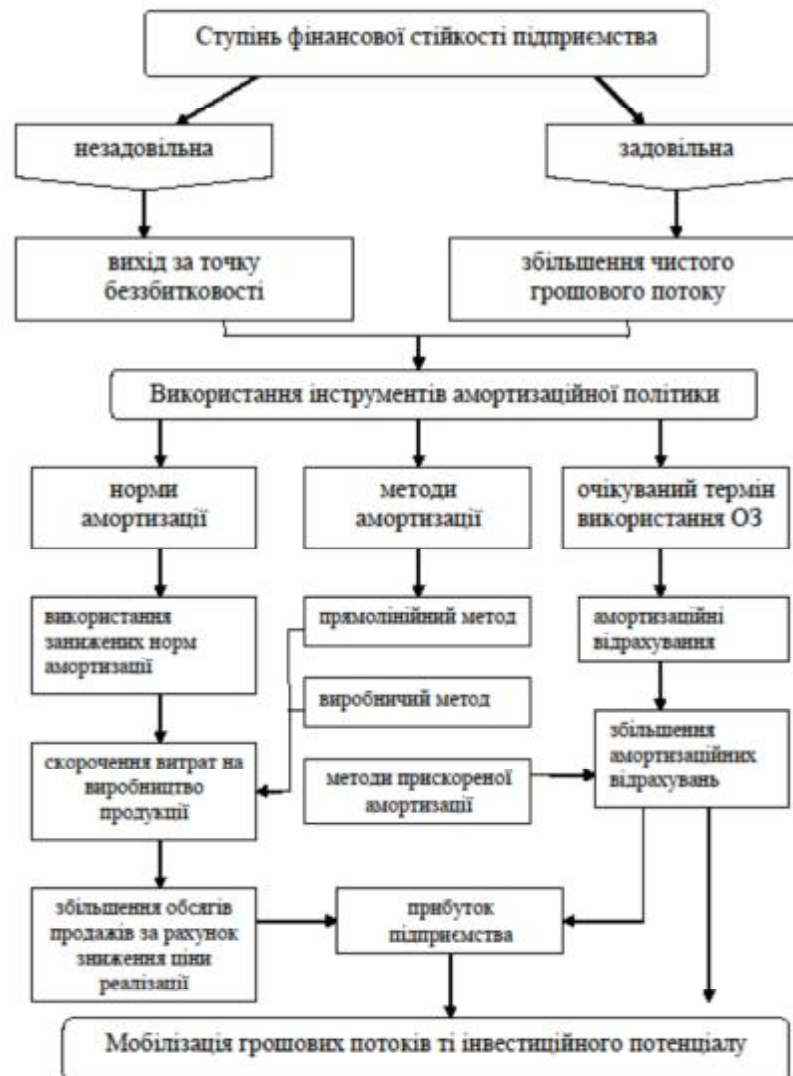 Ступінь фінансової стійкості підприємства
незадовільна
задовільна
вихід за точку
беззбитковості
збільшення чистого
грошового потоку
Використання інструментів амортизаційної політики
норми
амортизації
методи
амортизації
очікуваний термін
використання ОЗ
використання
занижених норм
амортизації
прямолінійний метод
амортизаційні
відрахування
виробничий метод
скорочення витрат на
виробництво
продукції
методи прискореної
амортизації
збільшення
амортизаційних
відрахувань
збільшення обсягів
продажів за рахунок
зниження ціни
реалізації
прибуток
підприємства
Мобілізація грошових потоків ті інвестиційного потенціалу